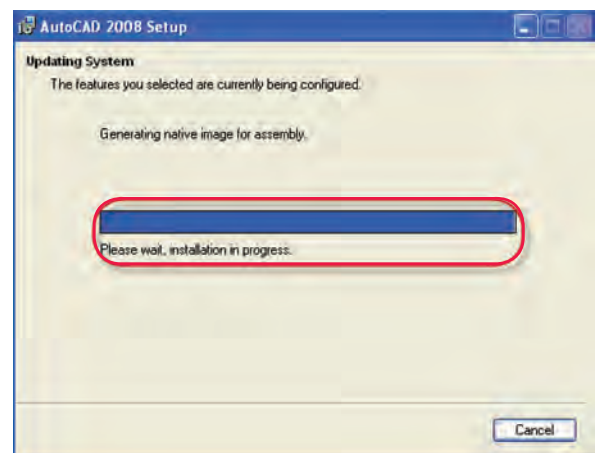 AutoCAD 2008 Setup
Updating System
The features you selected are currently being configured.
Generating native image for assembly.
Please wait, installation in progress.
Cancel